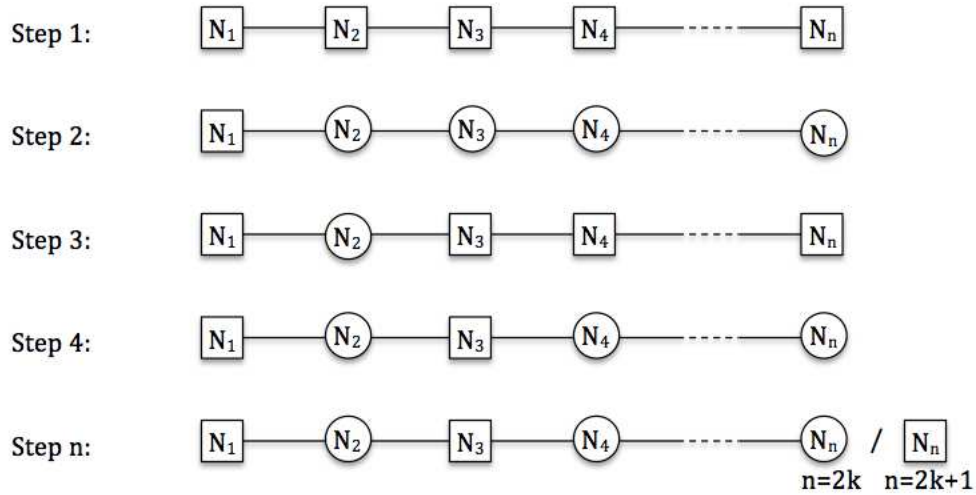 Step 1: N₁ N₂ N₃ N₄ Nₙ
Step 2: N₁ N₂ N₃ N₄ Nₙ
Step 3: N₁ N₂ N₃ N₄ Nₙ
Step 4: N₁ N₂ N₃ N₄ Nₙ
Step n: N₁ N₂ N₃ N₄ Nₙ / Nₙ
n=2k n=2k+1